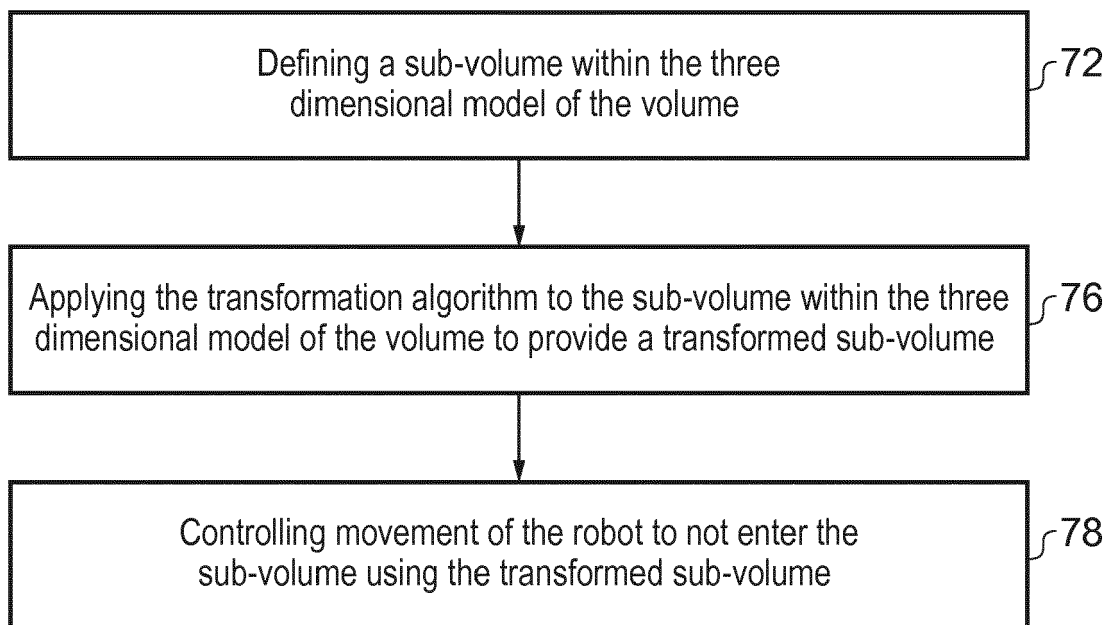 Defining a sub-volume within the three
dimensional model of the volume
72
Applying the transformation algorithm to the sub-volume within the three
dimensional model of the volume to provide a transformed sub-volume
76
Controlling movement of the robot to not enter the
sub-volume using the transformed sub-volume
78